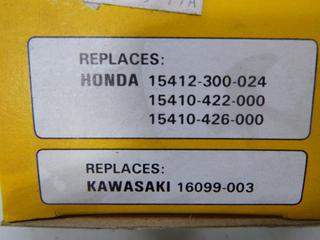 REPLACES:
HONDA 15412-300-024
15410-422-000
15410-426-000
REPLACES:
KAWASAKI 16099-003